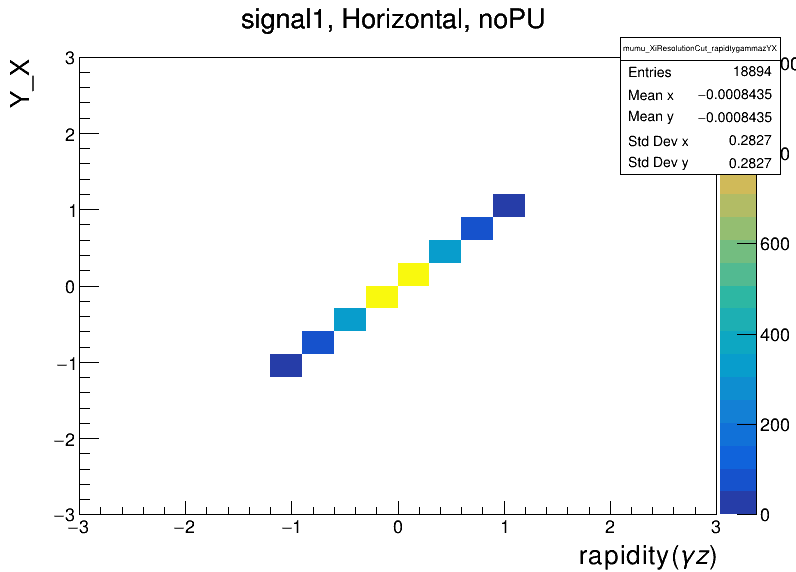 signal1, Horizontal, noPU
Y_X
mumu_XiResolutionCut_rapidtygammazYX
Entries 18894
Mean x −0.0008435
Mean y −0.0008435
Std Dev x 0.2827
Std Dev y 0.2827
3
2
1
0
−1
−2
−3
−3 −2 −1 0 1 2 3
rapidity(γz)
600
400
200
0